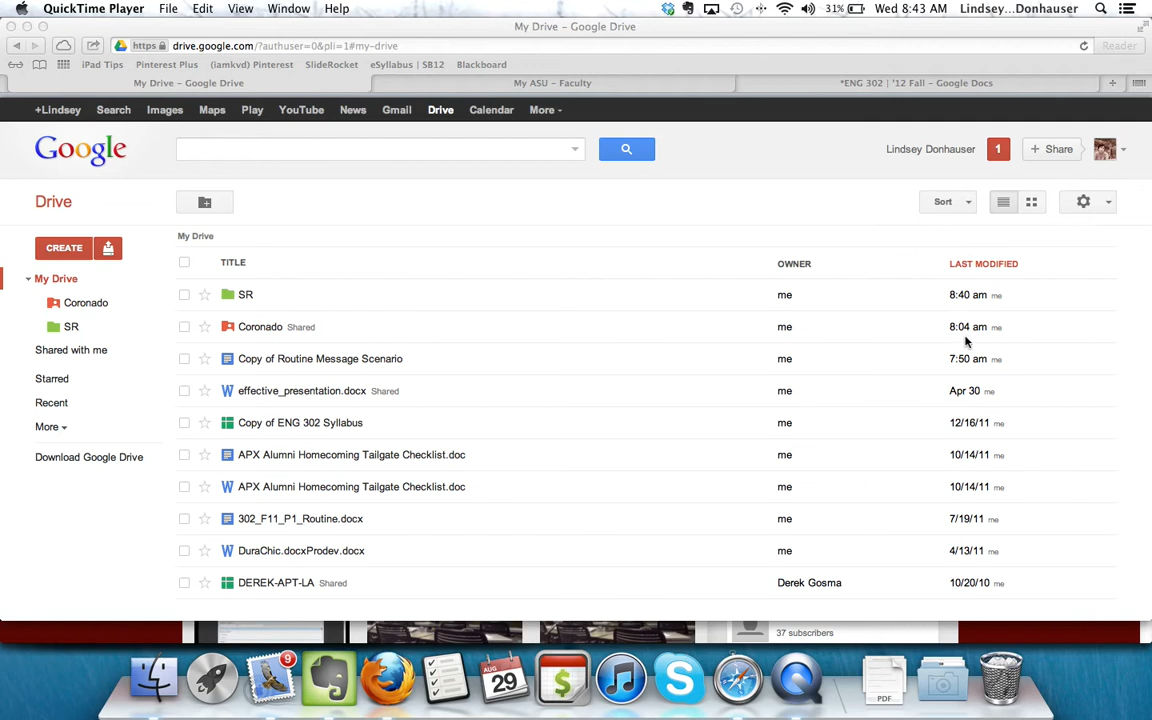 QuickTime Player File Edit View Window Help 31% Wed 8:43 AM Lindsey...Donhauser
My Drive – Google Drive
https drive.google.com/?authuser=0&pli=1#my-drive Reader
iPad Tips Pinterest Plus (iamkvd) Pinterest SlideRocket eSyllabus | SB12 Blackboard
My Drive – Google Drive My ASU – Faculty *ENG 302 | '12 Fall – Google Docs
+Lindsey Search Images Maps Play YouTube News Gmail Drive Calendar More
Google Lindsey Donhauser 1 + Share
Drive Sort
My Drive
CREATE
TITLE OWNER LAST MODIFIED
My Drive
SR me 8:40 am me
Coronado
Coronado Shared me 8:04 am me
SR
Shared with me
Copy of Routine Message Scenario me 7:50 am me
Starred
effective_presentation.docx Shared me Apr 30 me
Recent
Copy of ENG 302 Syllabus me 12/16/11 me
More
APX Alumni Homecoming Tailgate Checklist.doc me 10/14/11 me
Download Google Drive
APX Alumni Homecoming Tailgate Checklist.doc me 10/14/11 me
302_F11_P1_Routine.docx me 7/19/11 me
DuraChic.docxProdev.docx me 4/13/11 me
DEREK-APT-LA Shared Derek Gosma 10/20/10 me
37 subscribers
9
AUG
29
PDF